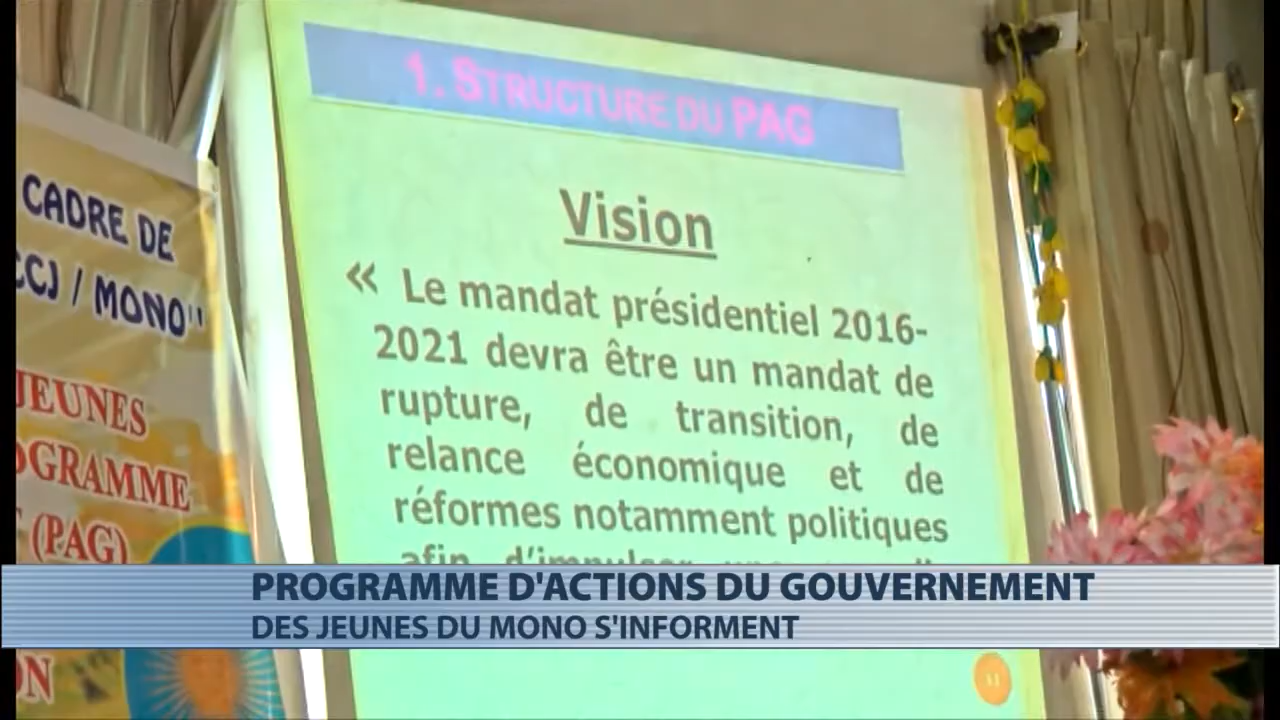 1. STRUCTURE DU PAG
Vision
« Le mandat présidentiel 2016-
2021 devra être un mandat de
rupture, de transition, de
relance économique et de
réformes notamment politiques
afin d'impulser
CADRE DE
CCJ / MONO"
JEUNES
OGRAMME
(PAG)
ON
PROGRAMME D'ACTIONS DU GOUVERNEMENT
DES JEUNES DU MONO S'INFORMENT